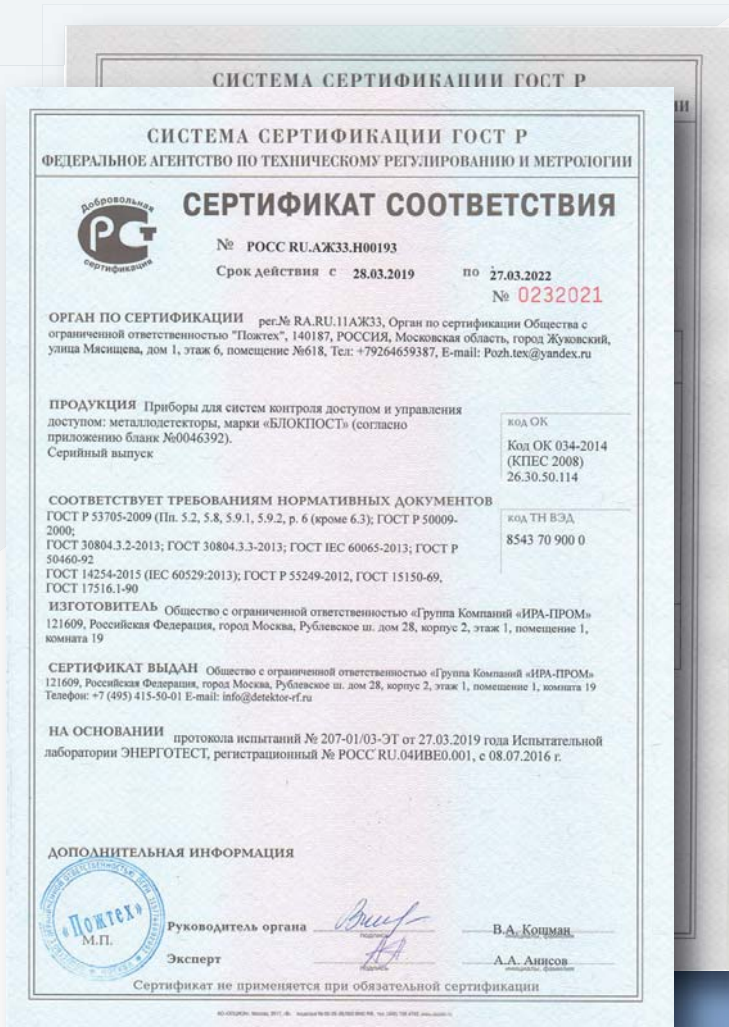 СИСТЕМА СЕРТИФИКАЦИИ ГОСТ Р
СИСТЕМА СЕРТИФИКАЦИИ ГОСТ Р
ФЕДЕРАЛЬНОЕ АГЕНТСТВО ПО ТЕХНИЧЕСКОМУ РЕГУЛИРОВАНИЮ И МЕТРОЛОГИИ
Добровольная
сертификация
СЕРТИФИКАТ СООТВЕТСТВИЯ
№ РОСС RU.АЖ33.Н00193
Срок действия с 28.03.2019 по 27.03.2022
№ 0232021
ОРГАН ПО СЕРТИФИКАЦИИ рег.№ RA.RU.11АЖ33, Орган по сертификации Общества с
ограниченной ответственностью "Пожтех", 140187, РОССИЯ, Московская область, город Жуковский,
улица Мясищева, дом 1, этаж 6, помещение №618, Тел: +79264659387, E-mail: Pozh.tex@yandex.ru
ПРОДУКЦИЯ Приборы для систем контроля доступом и управления
доступом: металлодетекторы, марки «БЛОКПОСТ» (согласно
приложению бланк №0046392).
Серийный выпуск
код ОК
Код ОК 034-2014
(КПЕС 2008)
26.30.50.114
СООТВЕТСТВУЕТ ТРЕБОВАНИЯМ НОРМАТИВНЫХ ДОКУМЕНТОВ
ГОСТ Р 53705-2009 (Пп. 5.2, 5.8, 5.9.1, 5.9.2, р. 6 (кроме 6.3); ГОСТ Р 50009-
2000;
ГОСТ 30804.3.2-2013; ГОСТ 30804.3.3-2013; ГОСТ IEC 60065-2013; ГОСТ Р
50460-92
ГОСТ 14254-2015 (IEC 60529:2013); ГОСТ Р 55249-2012, ГОСТ 15150-69,
ГОСТ 17516.1-90
код ТН ВЭД
8543 70 900 0
ИЗГОТОВИТЕЛЬ Общество с ограниченной ответственностью «Группа Компаний «ИРА-ПРОМ»
121609, Российская Федерация, город Москва, Рублевское ш. дом 28, корпус 2, этаж 1, помещение 1,
комната 19
СЕРТИФИКАТ ВЫДАН Общество с ограниченной ответственностью «Группа Компаний «ИРА-ПРОМ»
121609, Российская Федерация, город Москва, Рублевское ш. дом 28, корпус 2, этаж 1, помещение 1, комната 19
Телефон: +7 (495) 415-50-01 E-mail: info@detektor-rf.ru
НА ОСНОВАНИИ протокола испытаний № 207-01/03-ЭТ от 27.03.2019 года Испытательной
лаборатории ЭНЕРГОТЕСТ, регистрационный № РОСС RU.04ИВЕ0.001, с 08.07.2016 г.
ДОПОЛНИТЕЛЬНАЯ ИНФОРМАЦИЯ
«Пожтех»
М.П.
Руководитель органа
подпись
В.А. Кошман
инициалы, фамилия
Эксперт
подпись
А.А. Анисов
инициалы, фамилия
Сертификат не применяется при обязательной сертификации